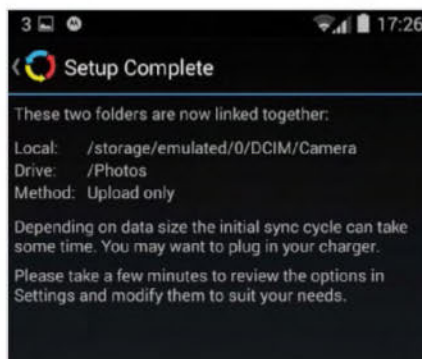 3 17:26
Setup Complete
These two folders are now linked together:
Local: /storage/emulated/0/DCIM/Camera
Drive: /Photos
Method: Upload only
Depending on data size the initial sync cycle can take
some time. You may want to plug in your charger.
Please take a few minutes to review the options in
Settings and modify them to suit your needs.